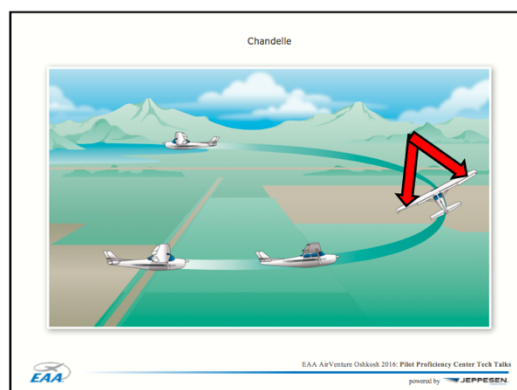 Chandelle
EAA AirVenture Oshkosh 2016: Pilot Proficiency Center Tech Talks
EAA
powered by JEPPESEN